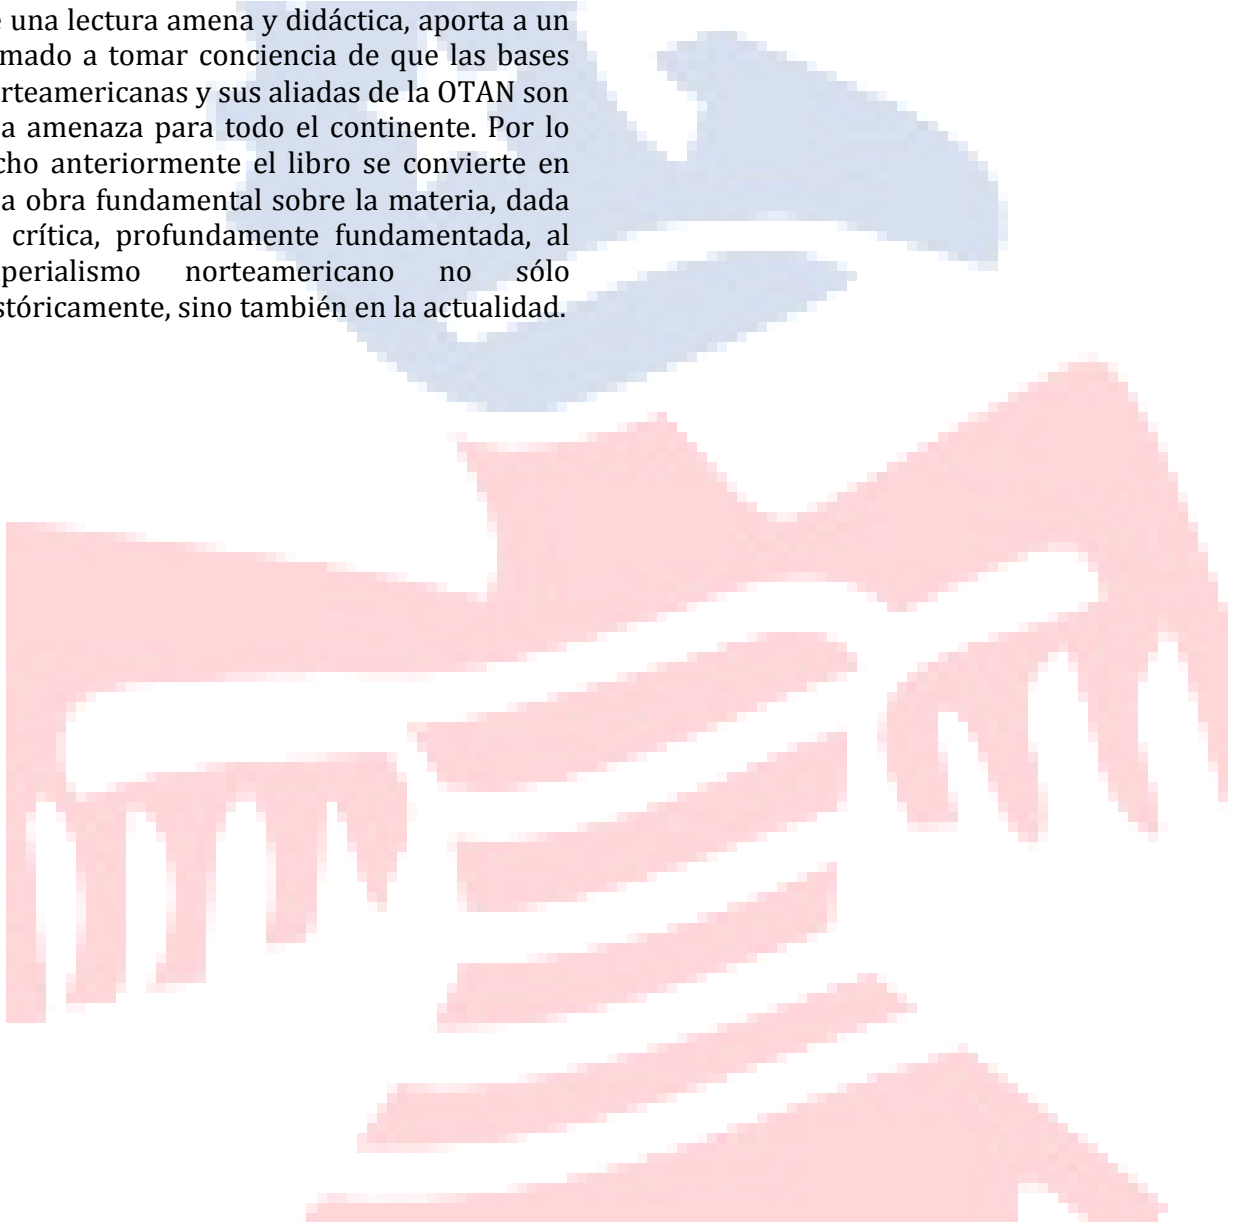 una lectura amena y didáctica, aporta a un
mado a tomar conciencia de que las bases
rteamericanas y sus aliadas de la OTAN son
a amenaza para todo el continente. Por lo
cho anteriormente el libro se convierte en
a obra fundamental sobre la materia, dada
crítica, profundamente fundamentada, al
perialismo norteamericano no sólo
stóricamente, sino también en la actualidad.